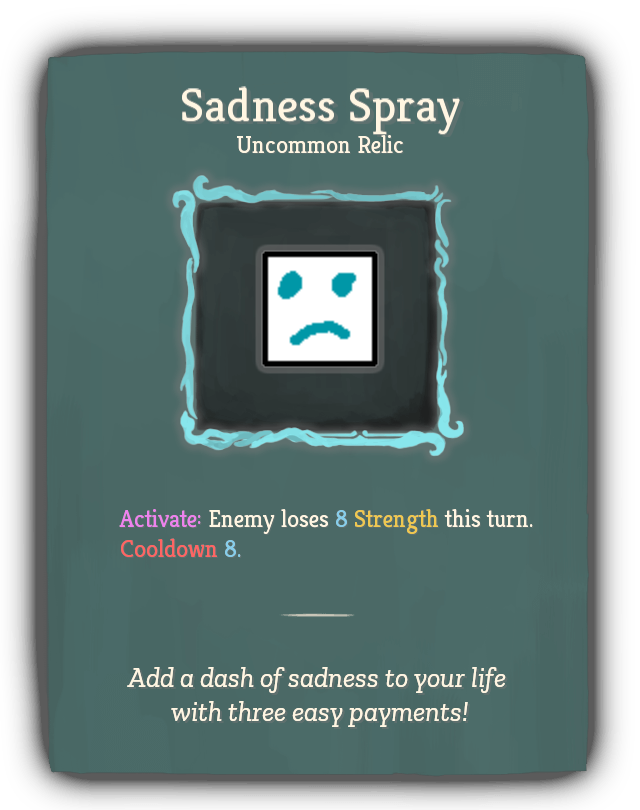 Sadness Spray
Uncommon Relic
Activate: Enemy loses 8 Strength this turn.
Cooldown 8.
Add a dash of sadness to your life
with three easy payments!